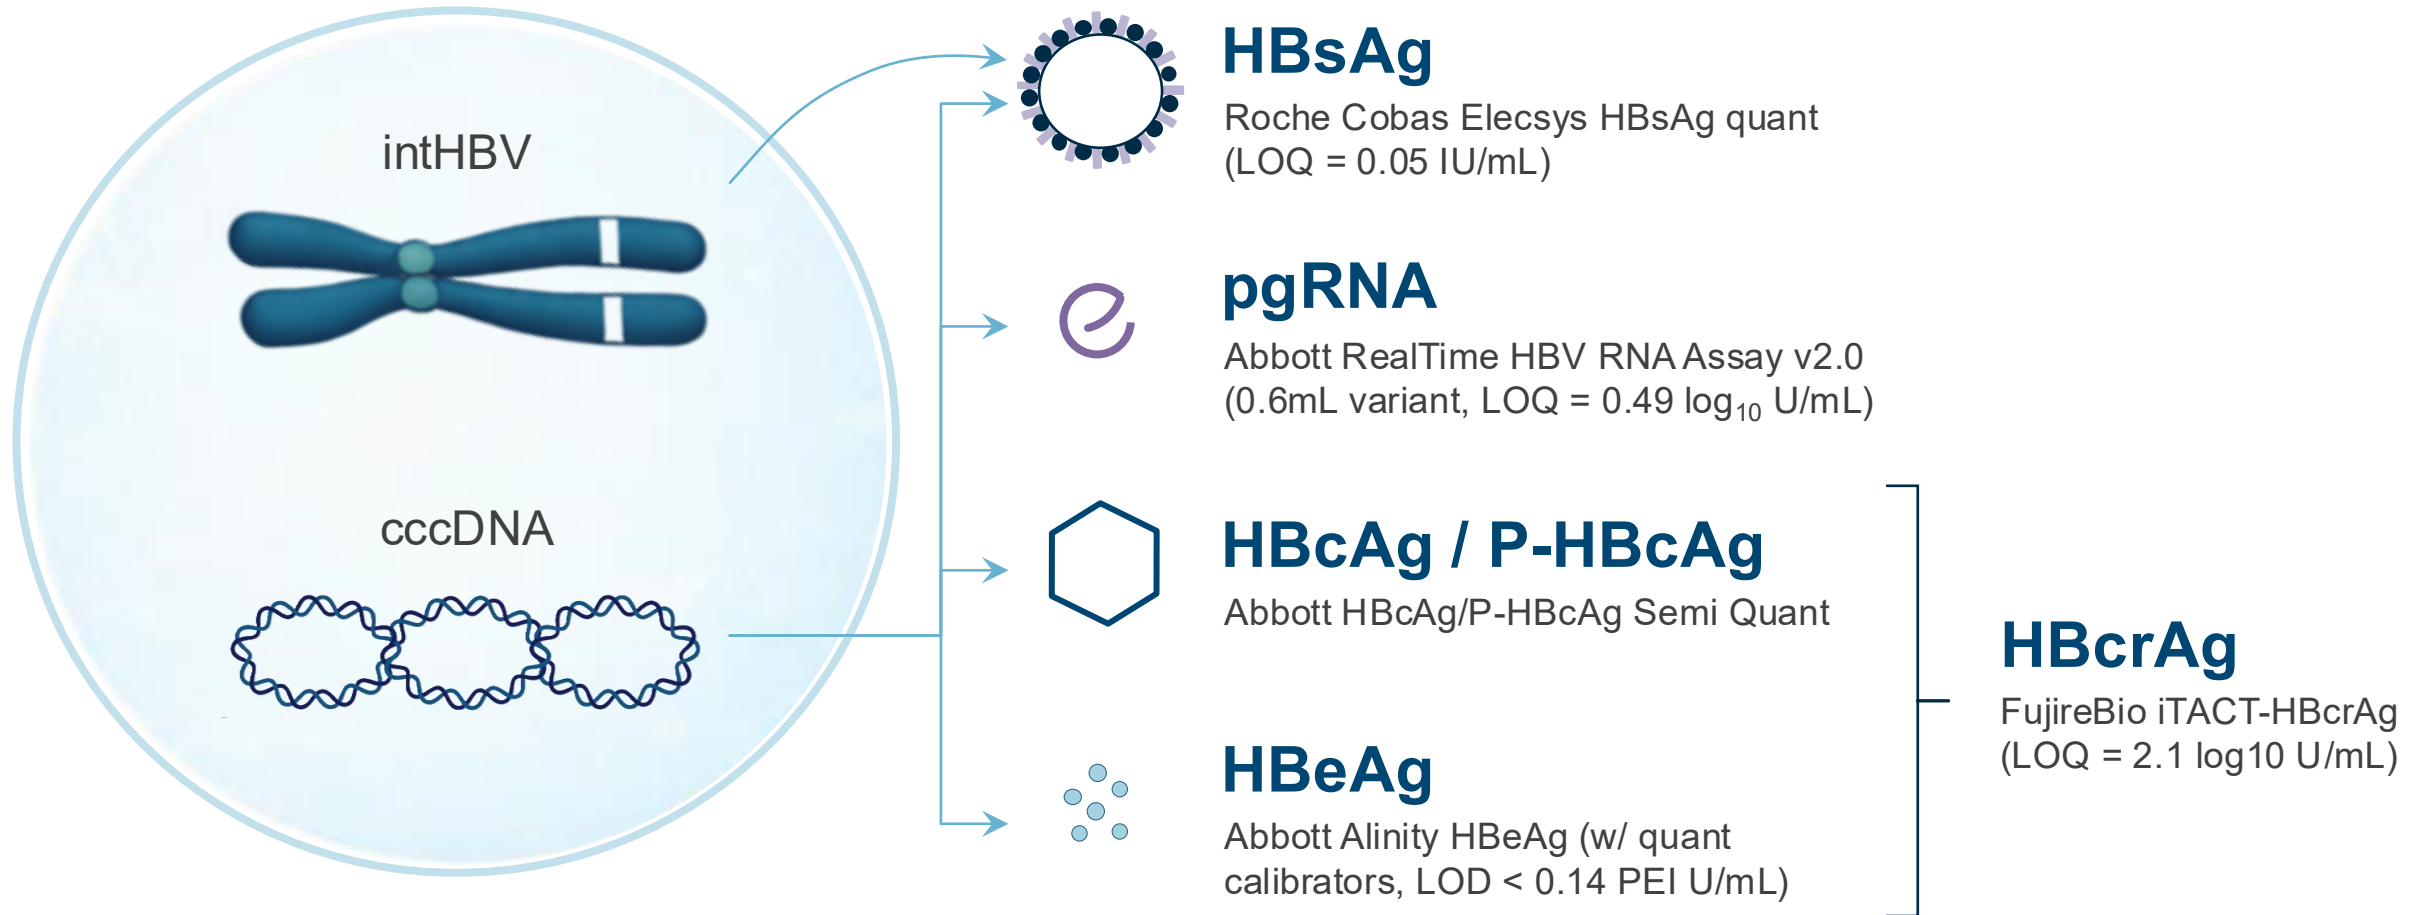 intHBV
cccDNA
HBsAg
Roche Cobas Elecsys HBsAg quant
(LOQ = 0.05 IU/mL)
pgRNA
Abbott RealTime HBV RNA Assay v2.0
(0.6mL variant, LOQ = 0.49 log₁₀ U/mL)
HBcAg / P-HBcAg
Abbott HBcAg/P-HBcAg Semi Quant
HBeAg
Abbott Alinity HBeAg (w/ quant
calibrators, LOD < 0.14 PEI U/mL)
HBcrAg
FujireBio iTACT-HBcrAg
(LOQ = 2.1 log10 U/mL)